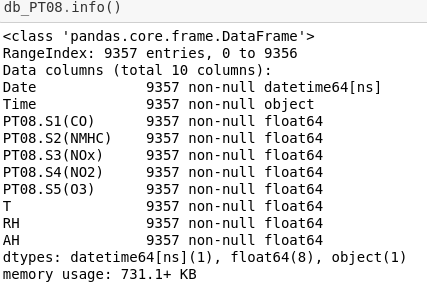 db_PT08.info()
<class 'pandas.core.frame.DataFrame'>
RangeIndex: 9357 entries, 0 to 9356
Data columns (total 10 columns):
Date             9357 non-null datetime64[ns]
Time             9357 non-null object
PT08.S1(CO)      9357 non-null float64
PT08.S2(NMHC)    9357 non-null float64
PT08.S3(NOx)     9357 non-null float64
PT08.S4(NO2)     9357 non-null float64
PT08.S5(O3)      9357 non-null float64
T                9357 non-null float64
RH               9357 non-null float64
AH               9357 non-null float64
dtypes: datetime64[ns](1), float64(8), object(1)
memory usage: 731.1+ KB